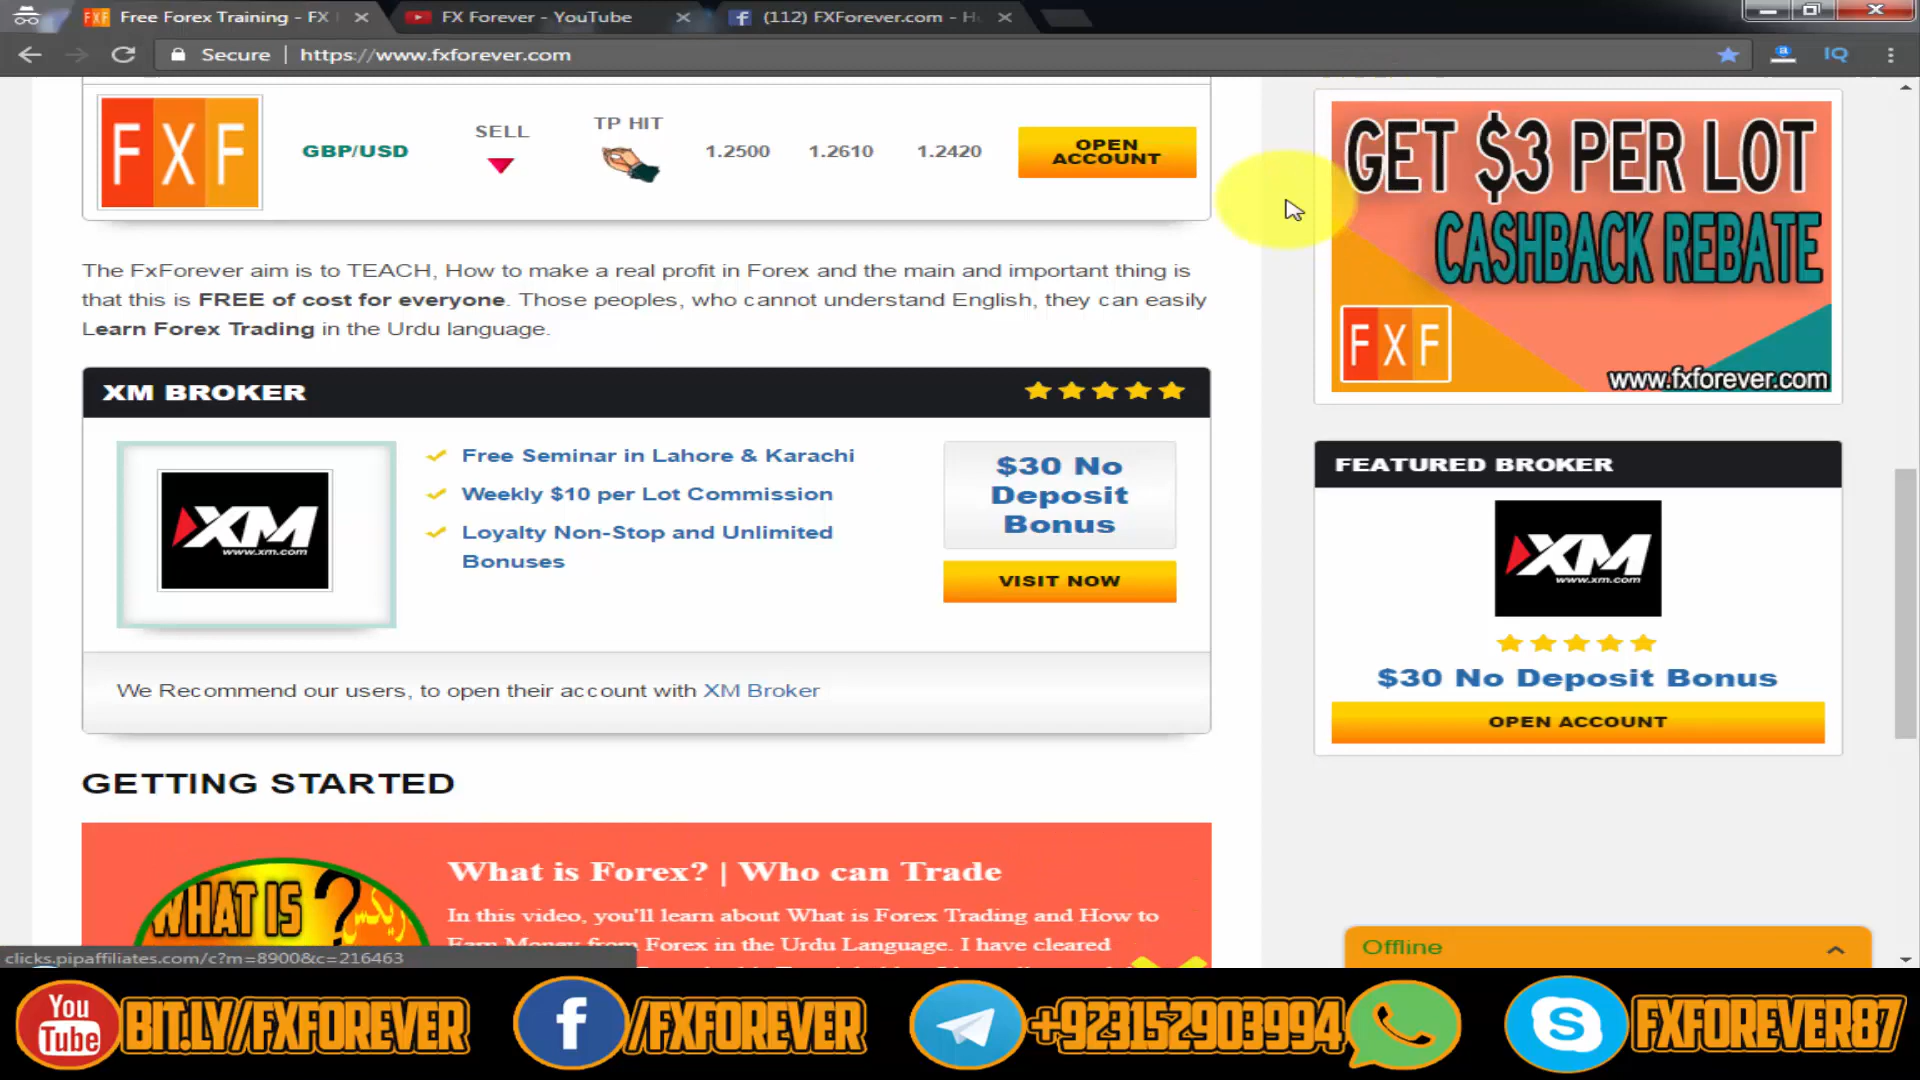 Free Forex Training - FX
FX Forever - YouTube
(112) FXForever.com - H
Secure
https://www.fxforever.com
IQ
FXF
GBP/USD
SELL
TP HIT
1.2500
1.2610
1.2420
OPEN
ACCOUNT
GET $3 PER LOT
CASHBACK REBATE
FXF
www.fxforever.com
The FxForever aim is to TEACH, How to make a real profit in Forex and the main and important thing is
that this is FREE of cost for everyone. Those peoples, who cannot understand English, they can easily
Learn Forex Trading in the Urdu language.
XM BROKER
XM
www.xm.com
Free Seminar in Lahore & Karachi
Weekly $10 per Lot Commission
Loyalty Non-Stop and Unlimited
Bonuses
$30 No
Deposit
Bonus
VISIT NOW
We Recommend our users, to open their account with XM Broker
FEATURED BROKER
XM
www.xm.com
$30 No Deposit Bonus
OPEN ACCOUNT
GETTING STARTED
WHAT IS ?
What is Forex? | Who can Trade
In this video, you'll learn about What is Forex Trading and How to
Earn Money from Forex in the Urdu Language. I have cleared
Offline
clicks.pipaffiliates.com/c?m=8900&c=216463
You
Tube
BIT.LY/FXFOREVER
f
/FXFOREVER
+923152903994
S
FXFOREVER87